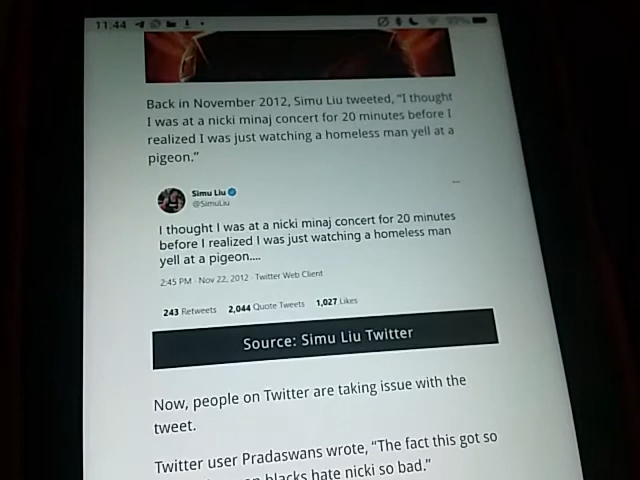 11:44
Back in November 2012, Simu Liu tweeted, “I thought
I was at a nicki minaj concert for 20 minutes before I
realized I was just watching a homeless man yell at a
pigeon.”
Simu Liu
@SimuLiu
I thought I was at a nicki minaj concert for 20 minutes
before I realized I was just watching a homeless man
yell at a pigeon....
2:45 PM · Nov 22, 2012 · Twitter Web Client
243 Retweets 2,044 Quote Tweets 1,027 Likes
Source: Simu Liu Twitter
Now, people on Twitter are taking issue with the
tweet.
Twitter user Pradaswans wrote, “The fact this got so
blacks hate nicki so bad.”